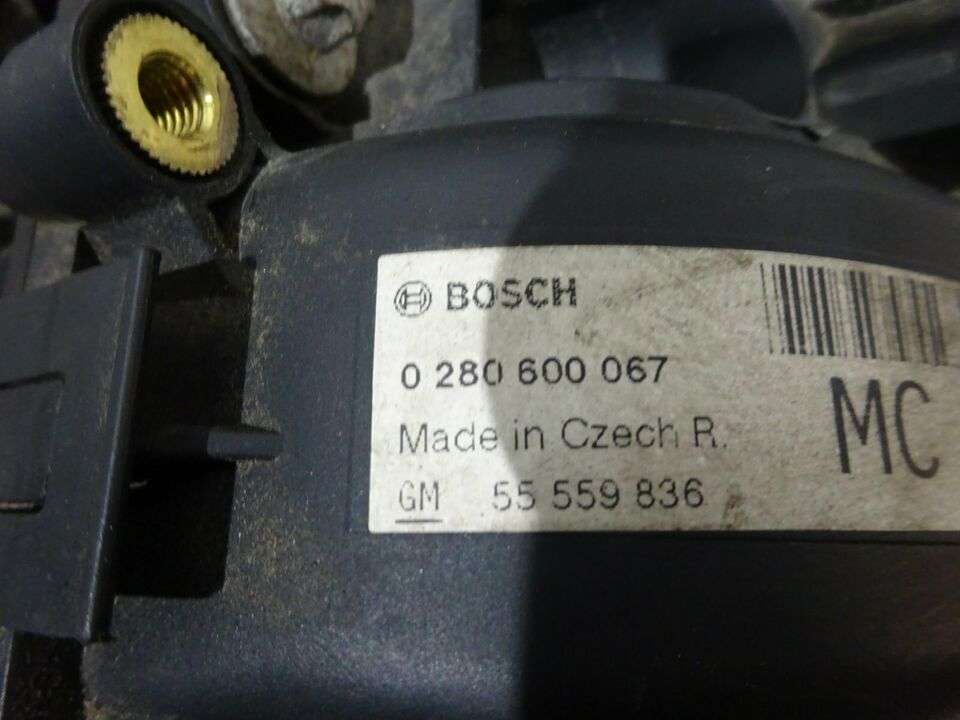 BOSCH
0 280 600 067
Made in Czech R.
MC
GM 55 559 836